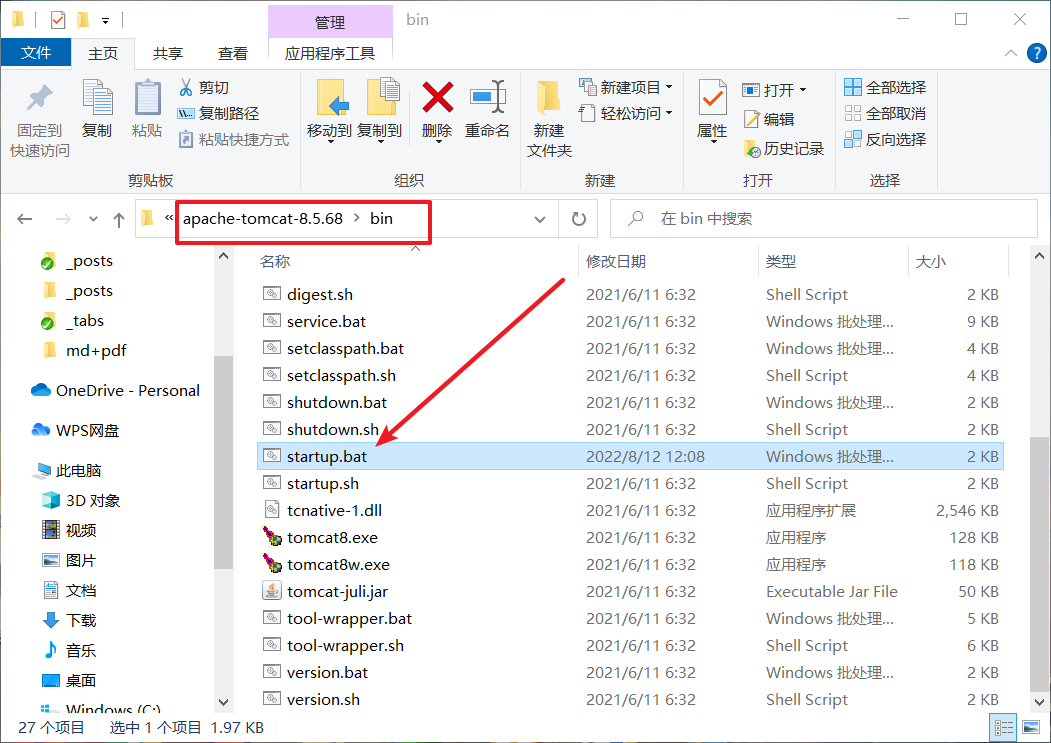 管理
bin
文件
主页
共享
查看
应用程序工具
?
固定到
快速访问
复制
粘贴
剪切
复制路径
粘贴快捷方式
剪贴板
移动到
复制到
删除
重命名
组织
新建
文件夹
新建项目
轻松访问
新建
属性
打开
编辑
历史记录
打开
全部选择
全部取消
反向选择
选择
« apache-tomcat-8.5.68 > bin
在 bin 中搜索
_posts
_posts
_tabs
md+pdf
OneDrive - Personal
WPS网盘
此电脑
3D 对象
视频
图片
文档
下载
音乐
桌面
Windows (C:)
名称 修改日期 类型 大小
digest.sh 2021/6/11 6:32 Shell Script 2 KB
service.bat 2021/6/11 6:32 Windows 批处理... 9 KB
setclasspath.bat 2021/6/11 6:32 Windows 批处理... 4 KB
setclasspath.sh 2021/6/11 6:32 Shell Script 4 KB
shutdown.bat 2021/6/11 6:32 Windows 批处理... 2 KB
shutdown.sh 2021/6/11 6:32 Shell Script 2 KB
startup.bat 2022/8/12 12:08 Windows 批处理... 2 KB
startup.sh 2021/6/11 6:32 Shell Script 2 KB
tcnative-1.dll 2021/6/11 6:32 应用程序扩展 2,546 KB
tomcat8.exe 2021/6/11 6:32 应用程序 128 KB
tomcat8w.exe 2021/6/11 6:32 应用程序 118 KB
tomcat-juli.jar 2021/6/11 6:32 Executable Jar File 50 KB
tool-wrapper.bat 2021/6/11 6:32 Windows 批处理... 5 KB
tool-wrapper.sh 2021/6/11 6:32 Shell Script 6 KB
version.bat 2021/6/11 6:32 Windows 批处理... 2 KB
version.sh 2021/6/11 6:32 Shell Script 2 KB
27 个项目 选中 1 个项目 1.97 KB